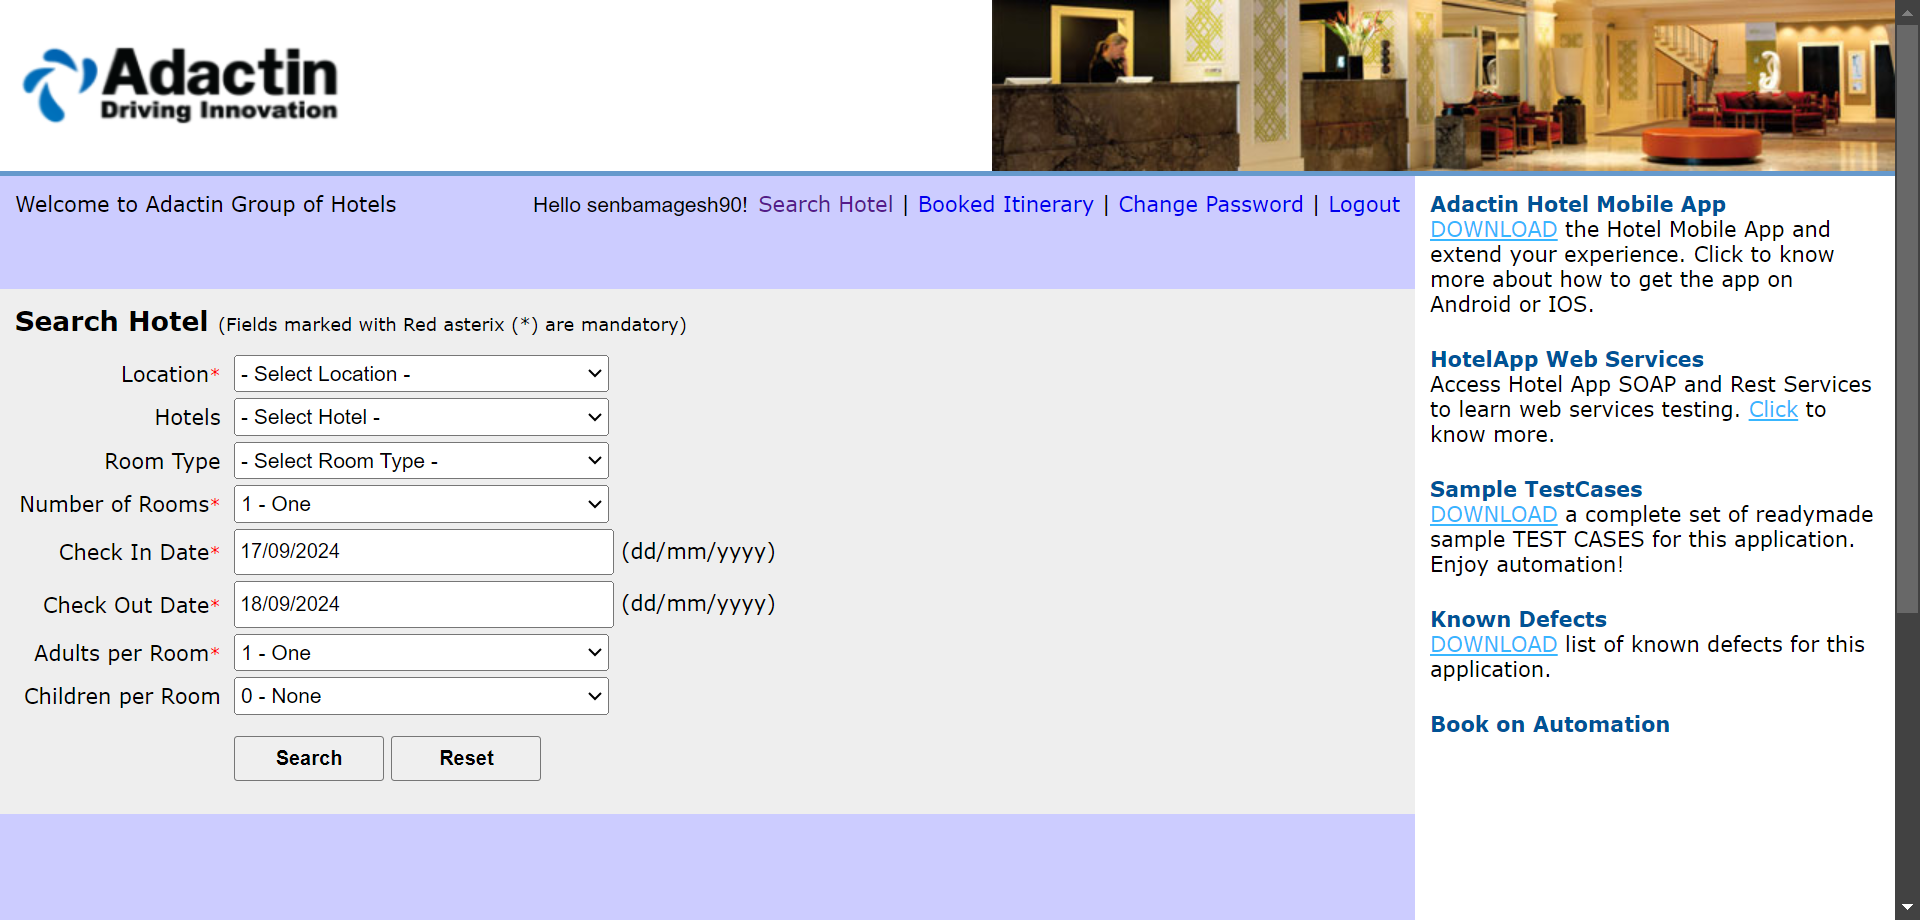 Adactin
Driving Innovation
Welcome to Adactin Group of Hotels
Hello senbamagesh90! Search Hotel | Booked Itinerary | Change Password | Logout
Search Hotel (Fields marked with Red asterix (*) are mandatory)
Location* - Select Location -
Hotels - Select Hotel -
Room Type - Select Room Type -
Number of Rooms* 1 - One
Check In Date* 17/09/2024 (dd/mm/yyyy)
Check Out Date* 18/09/2024 (dd/mm/yyyy)
Adults per Room* 1 - One
Children per Room 0 - None
Search Reset
Adactin Hotel Mobile App
DOWNLOAD the Hotel Mobile App and
extend your experience. Click to know
more about how to get the app on
Android or IOS.
HotelApp Web Services
Access Hotel App SOAP and Rest Services
to learn web services testing. Click to
know more.
Sample TestCases
DOWNLOAD a complete set of readymade
sample TEST CASES for this application.
Enjoy automation!
Known Defects
DOWNLOAD list of known defects for this
application.
Book on Automation